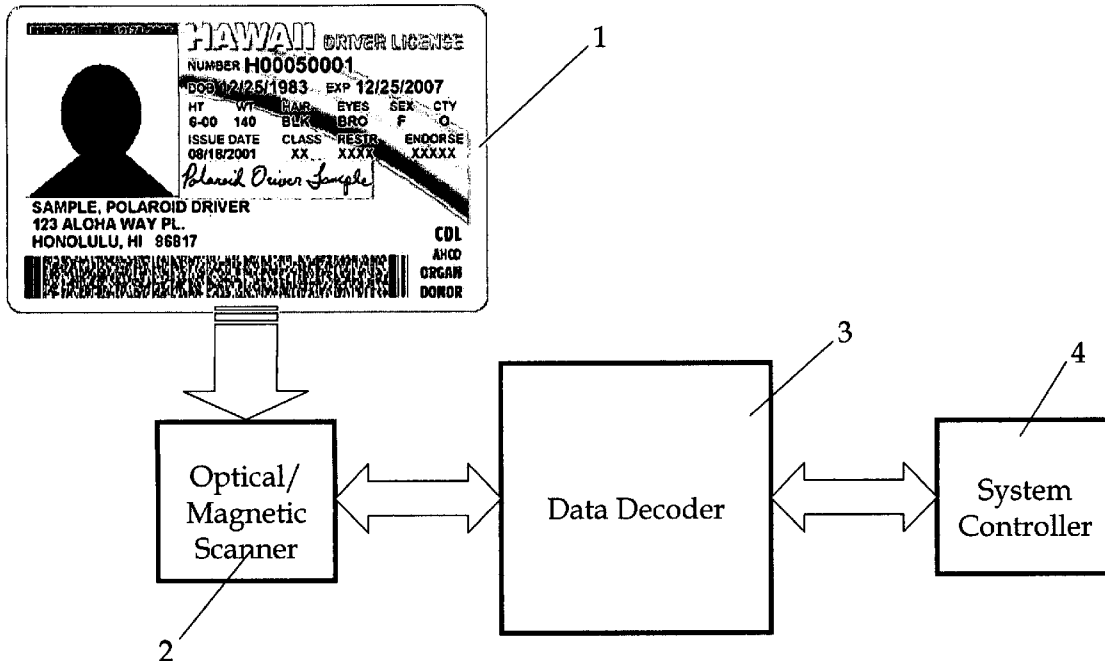 HAWAII DRIVER LICENSE
NUMBER H00050001
DOB 12/25/1983 EXP 12/25/2007
HT WT HAIR EYES SEX CTY
6-00 140 BLK BRO F O
ISSUE DATE CLASS RESTR ENDORSE
08/18/2001 XX XXXX XXXXX
Polaroid Driver Sample
SAMPLE, POLAROID DRIVER
123 ALOHA WAY PL.
HONOLULU, HI 96817
CDL
AHCD
ORGAN
DONOR
1
3
4
Optical/
Magnetic
Scanner
Data Decoder
System
Controller
2